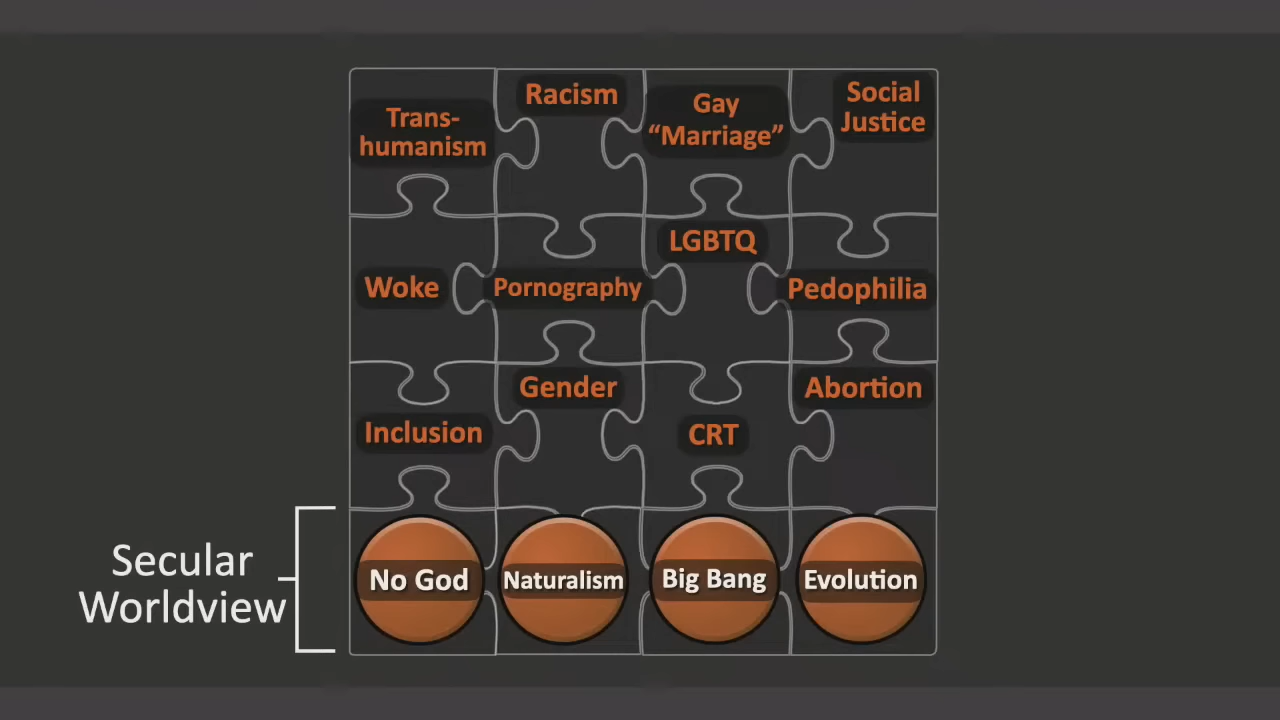 Trans-
humanism
Racism
Gay
“Marriage”
Social
Justice
Woke
Pornography
LGBTQ
Pedophilia
Inclusion
Gender
CRT
Abortion
Secular
Worldview
No God
Naturalism
Big Bang
Evolution